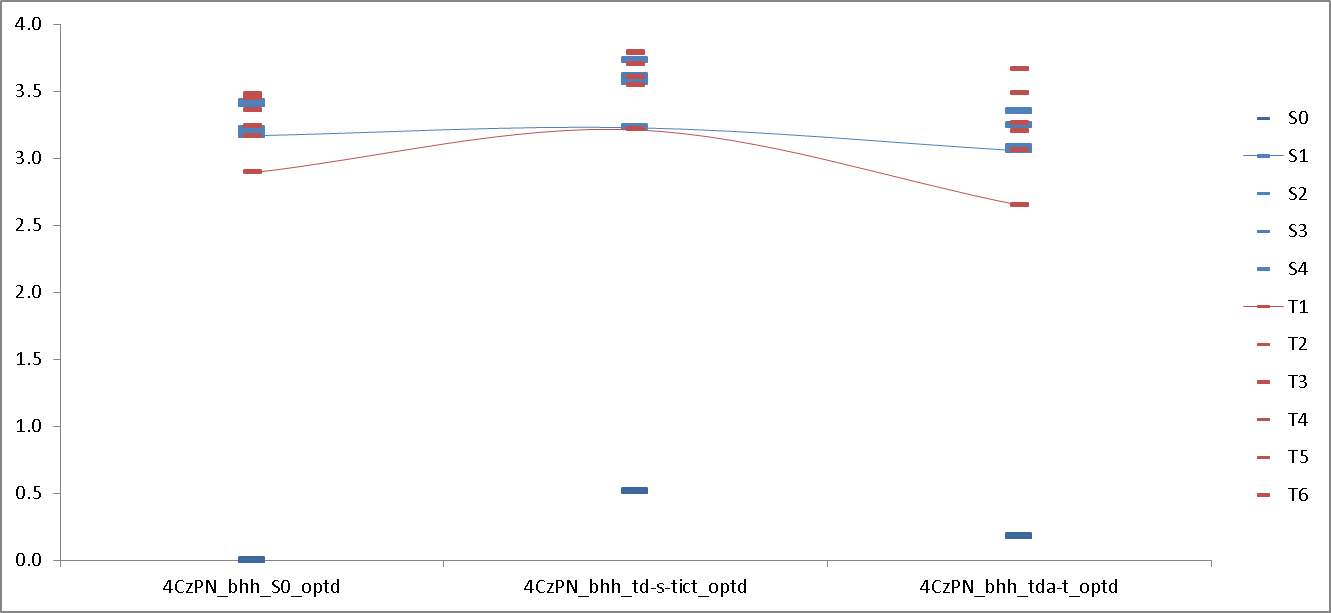 4.0
3.5
3.0
2.5
2.0
1.5
1.0
0.5
0.0
4CzPN_bhh_S0_optd
4CzPN_bhh_td-s-tict_optd
4CzPN_bhh_tda-t_optd
S0
S1
S2
S3
S4
T1
T2
T3
T4
T5
T6